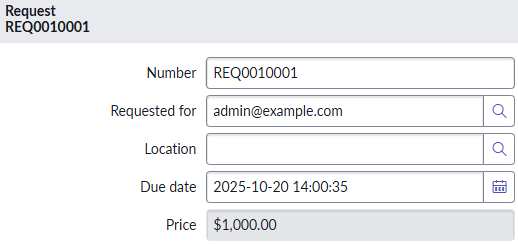 Request
REQ0010001
Number REQ0010001
Requested for admin@example.com
Location
Due date 2025-10-20 14:00:35
Price $1,000.00